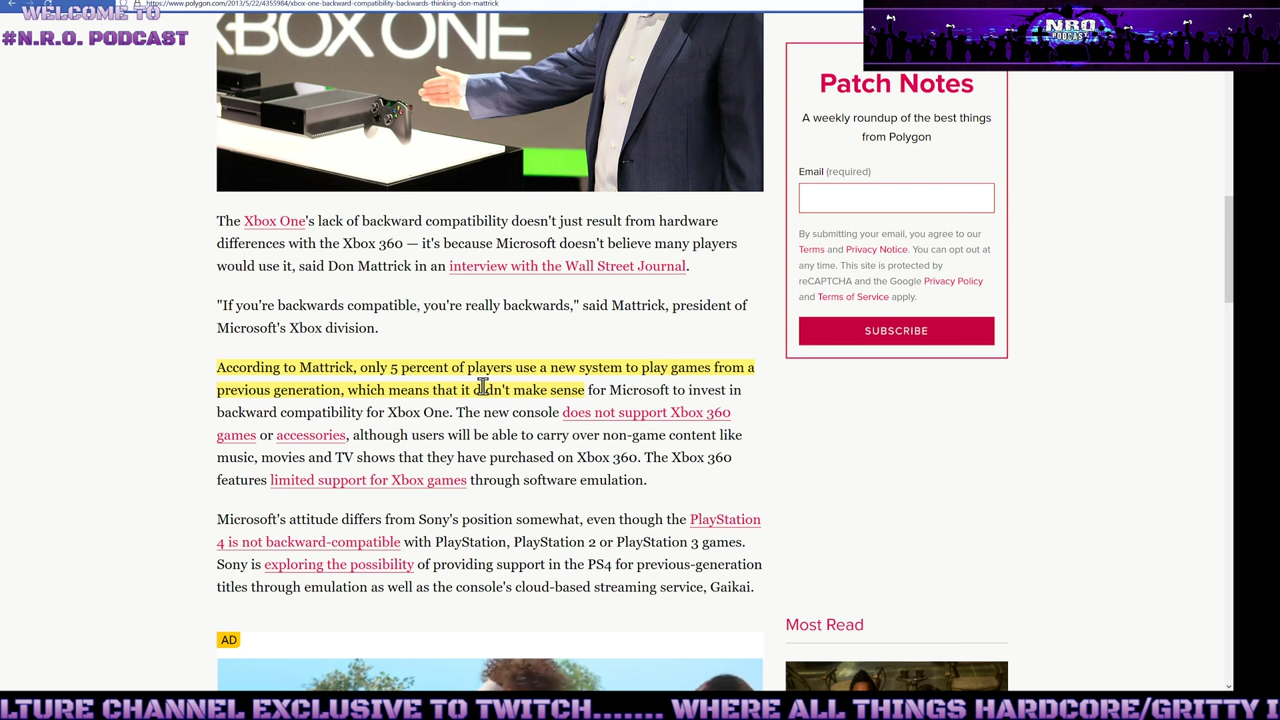 https://www.polygon.com/2013/5/22/4355984/xbox-one-backward-compatibility-backwards-thinking-don-mattrick
WELCOME TO
#N.R.O. PODCAST
NRO
PODCAST
XBOX ONE
The Xbox One's lack of backward compatibility doesn't just result from hardware
differences with the Xbox 360 — it's because Microsoft doesn't believe many players
would use it, said Don Mattrick in an interview with the Wall Street Journal.
"If you're backwards compatible, you're really backwards," said Mattrick, president of
Microsoft's Xbox division.
According to Mattrick, only 5 percent of players use a new system to play games from a
previous generation, which means that it didn't make sense for Microsoft to invest in
backward compatibility for Xbox One. The new console does not support Xbox 360
games or accessories, although users will be able to carry over non-game content like
music, movies and TV shows that they have purchased on Xbox 360. The Xbox 360
features limited support for Xbox games through software emulation.
Microsoft's attitude differs from Sony's position somewhat, even though the PlayStation
4 is not backward-compatible with PlayStation, PlayStation 2 or PlayStation 3 games.
Sony is exploring the possibility of providing support in the PS4 for previous-generation
titles through emulation as well as the console's cloud-based streaming service, Gaikai.
AD
Patch Notes
A weekly roundup of the best things
from Polygon
Email (required)
By submitting your email, you agree to our
Terms and Privacy Notice. You can opt out at
any time. This site is protected by
reCAPTCHA and the Google Privacy Policy
and Terms of Service apply.
SUBSCRIBE
Most Read
LTURE CHANNEL EXCLUSIVE TO TWITCH....... WHERE ALL THINGS HARDCORE/GRITTY